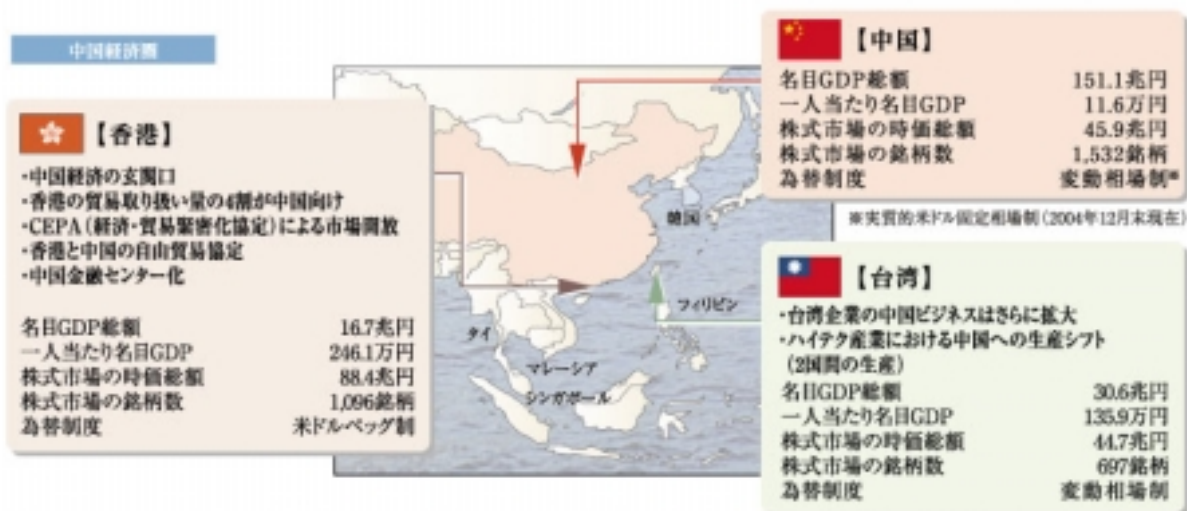 中国経済圏
【香港】
・中国経済の玄関口
・香港の貿易取り扱い量の4割が中国向け
・CEPA（経済・貿易緊密化協定）による市場開放
・香港と中国の自由貿易協定
・中国金融センター化
名目GDP総額 16.7兆円
一人当たり名目GDP 246.1万円
株式市場の時価総額 88.4兆円
株式市場の銘柄数 1,096銘柄
為替制度 米ドルペッグ制
韓国
フィリピン
タイ
マレーシア
シンガポール
【中国】
名目GDP総額 151.1兆円
一人当たり名目GDP 11.6万円
株式市場の時価総額 45.9兆円
株式市場の銘柄数 1,532銘柄
為替制度 変動相場制※
※実質的米ドル固定相場制（2004年12月末現在）
【台湾】
・台湾企業の中国ビジネスはさらに拡大
・ハイテク産業における中国への生産シフト
（2国間の生産）
名目GDP総額 30.6兆円
一人当たり名目GDP 135.9万円
株式市場の時価総額 44.7兆円
株式市場の銘柄数 697銘柄
為替制度 変動相場制